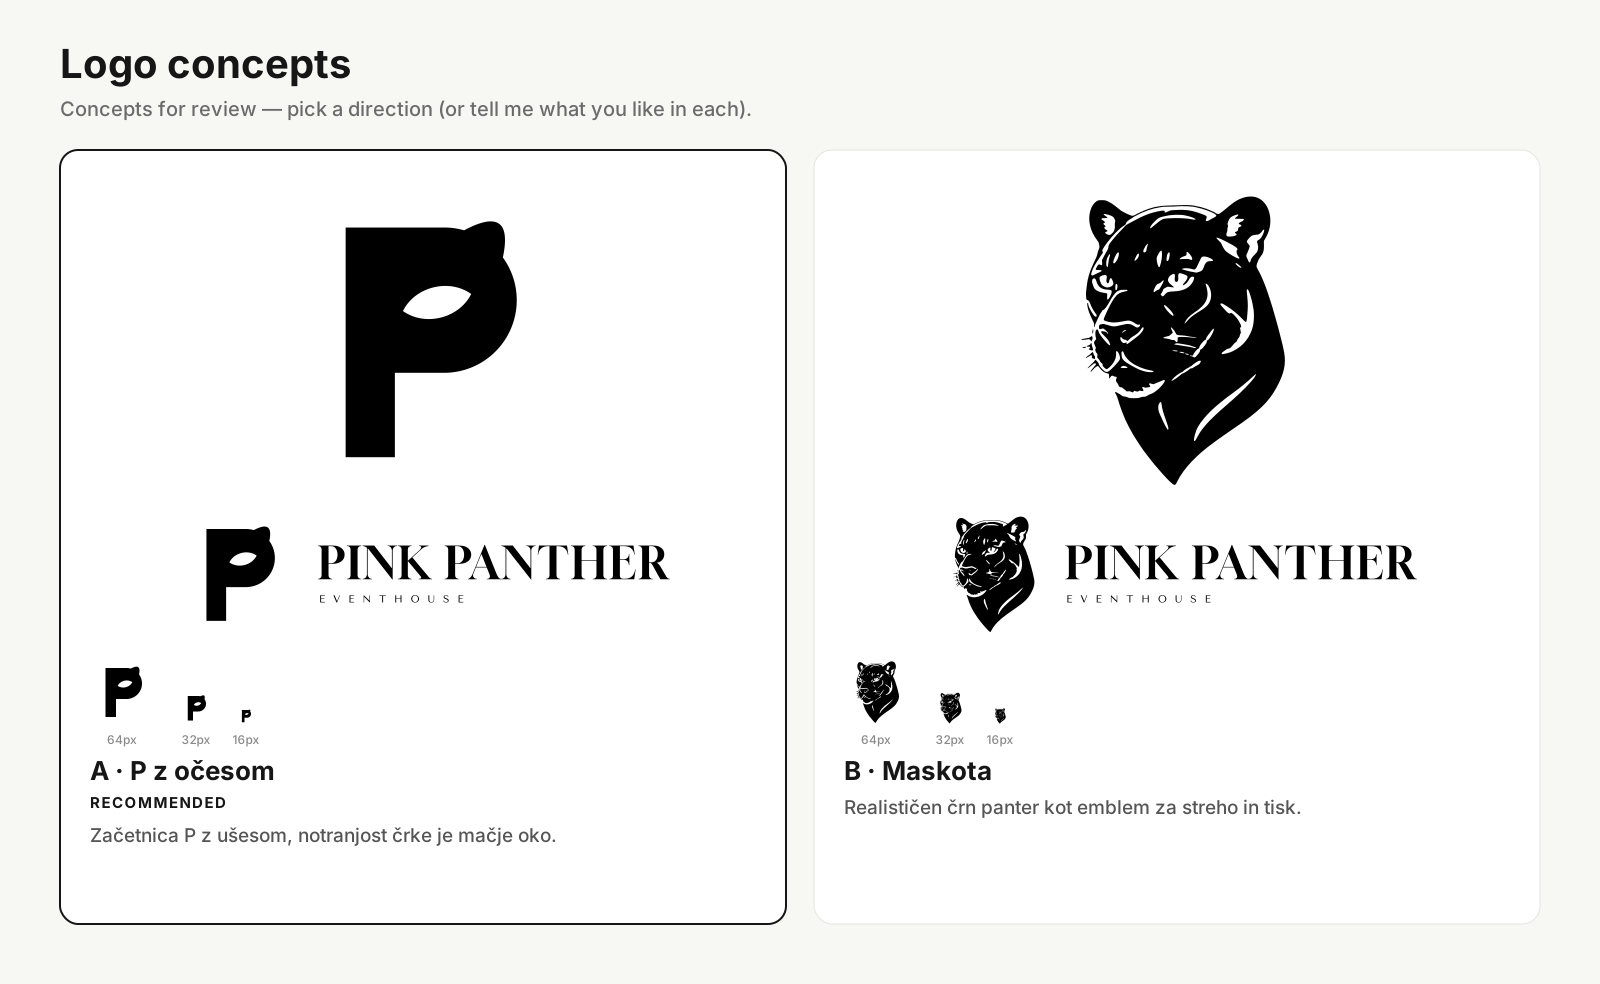 Logo concepts
Concepts for review — pick a direction (or tell me what you like in each).
P
P PINK PANTHER
EVENTHOUSE
P P P
64px 32px 16px
A · P z očesom
RECOMMENDED
Začetnica P z ušesom, notranjost črke je mačje oko.
PINK PANTHER
EVENTHOUSE
64px 32px 16px
B · Maskota
Realističen črn panter kot emblem za streho in tisk.